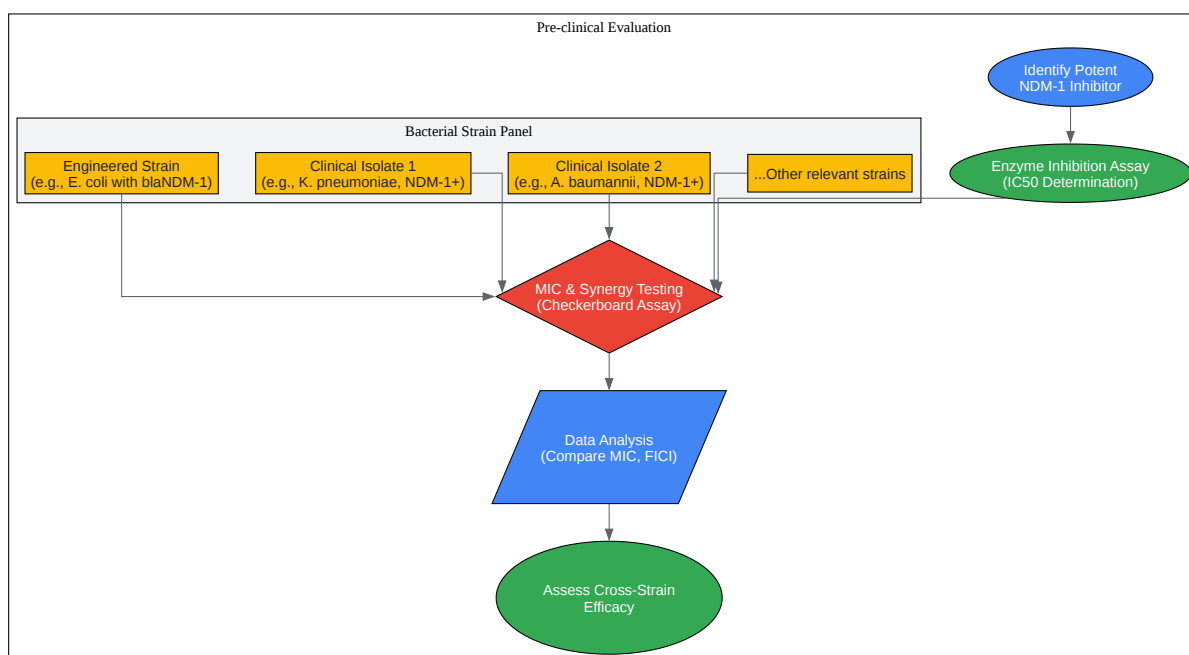 Pre-clinical Evaluation
Identify Potent
NDM-1 Inhibitor
Bacterial Strain Panel
Engineered Strain
(e.g., E. coli with blaNDM-1)
Clinical Isolate 1
(e.g., K. pneumoniae, NDM-1+)
Clinical Isolate 2
(e.g., A. baumannii, NDM-1+)
...Other relevant strains
Enzyme Inhibition Assay
(IC50 Determination)
MIC & Synergy Testing
(Checkerboard Assay)
Data Analysis
(Compare MIC, FICI)
Assess Cross-Strain
Efficacy